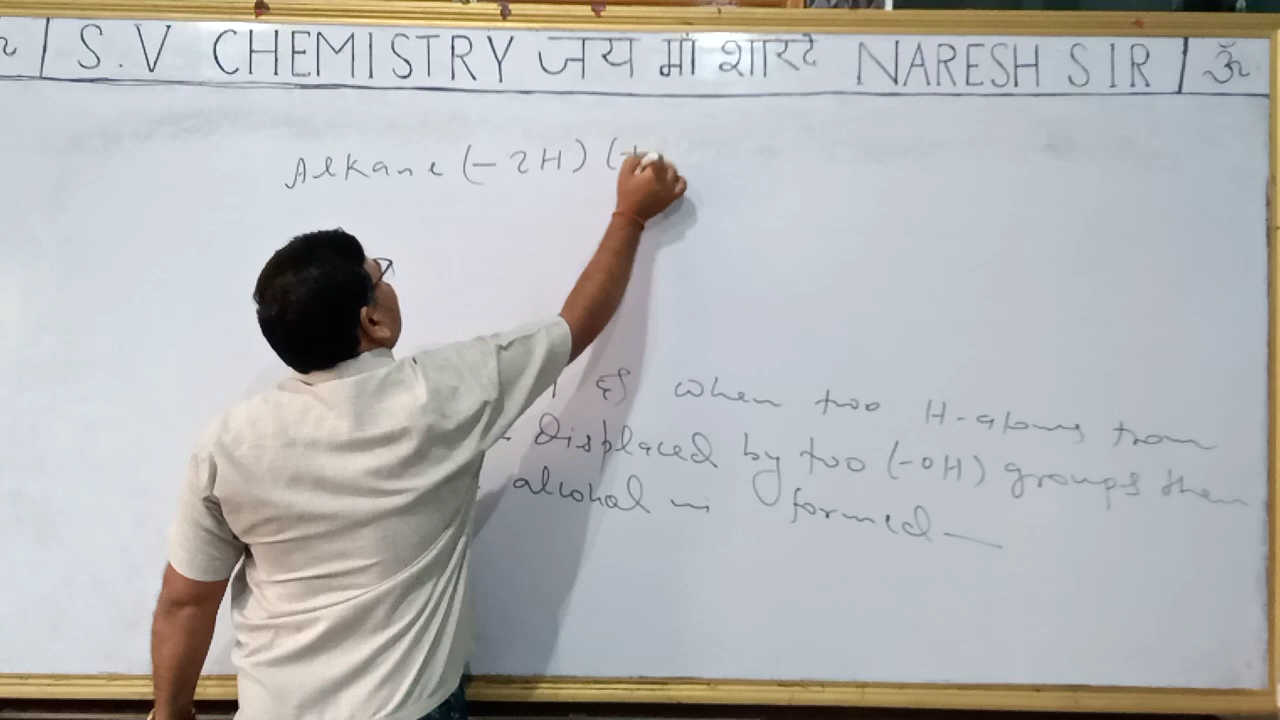 S.V CHEMISTRY जय माँ शारदे NARESH SIR ॐ
Alkane (-2H) (+
when two H-atoms from
displaced by two (-OH) groups then
alcohol is formed —